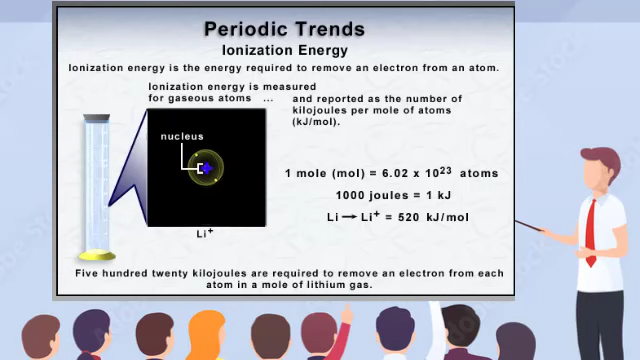 Periodic Trends
Ionization Energy
Ionization energy is the energy required to remove an electron from an atom.
Ionization energy is measured
for gaseous atoms ...
and reported as the number of
kilojoules per mole of atoms
(kJ/mol).
nucleus
1 mole (mol) = 6.02 x 10²³ atoms
1000 joules = 1 kJ
Li → Li⁺ = 520 kJ/mol
Li⁺
Five hundred twenty kilojoules are required to remove an electron from each
atom in a mole of lithium gas.